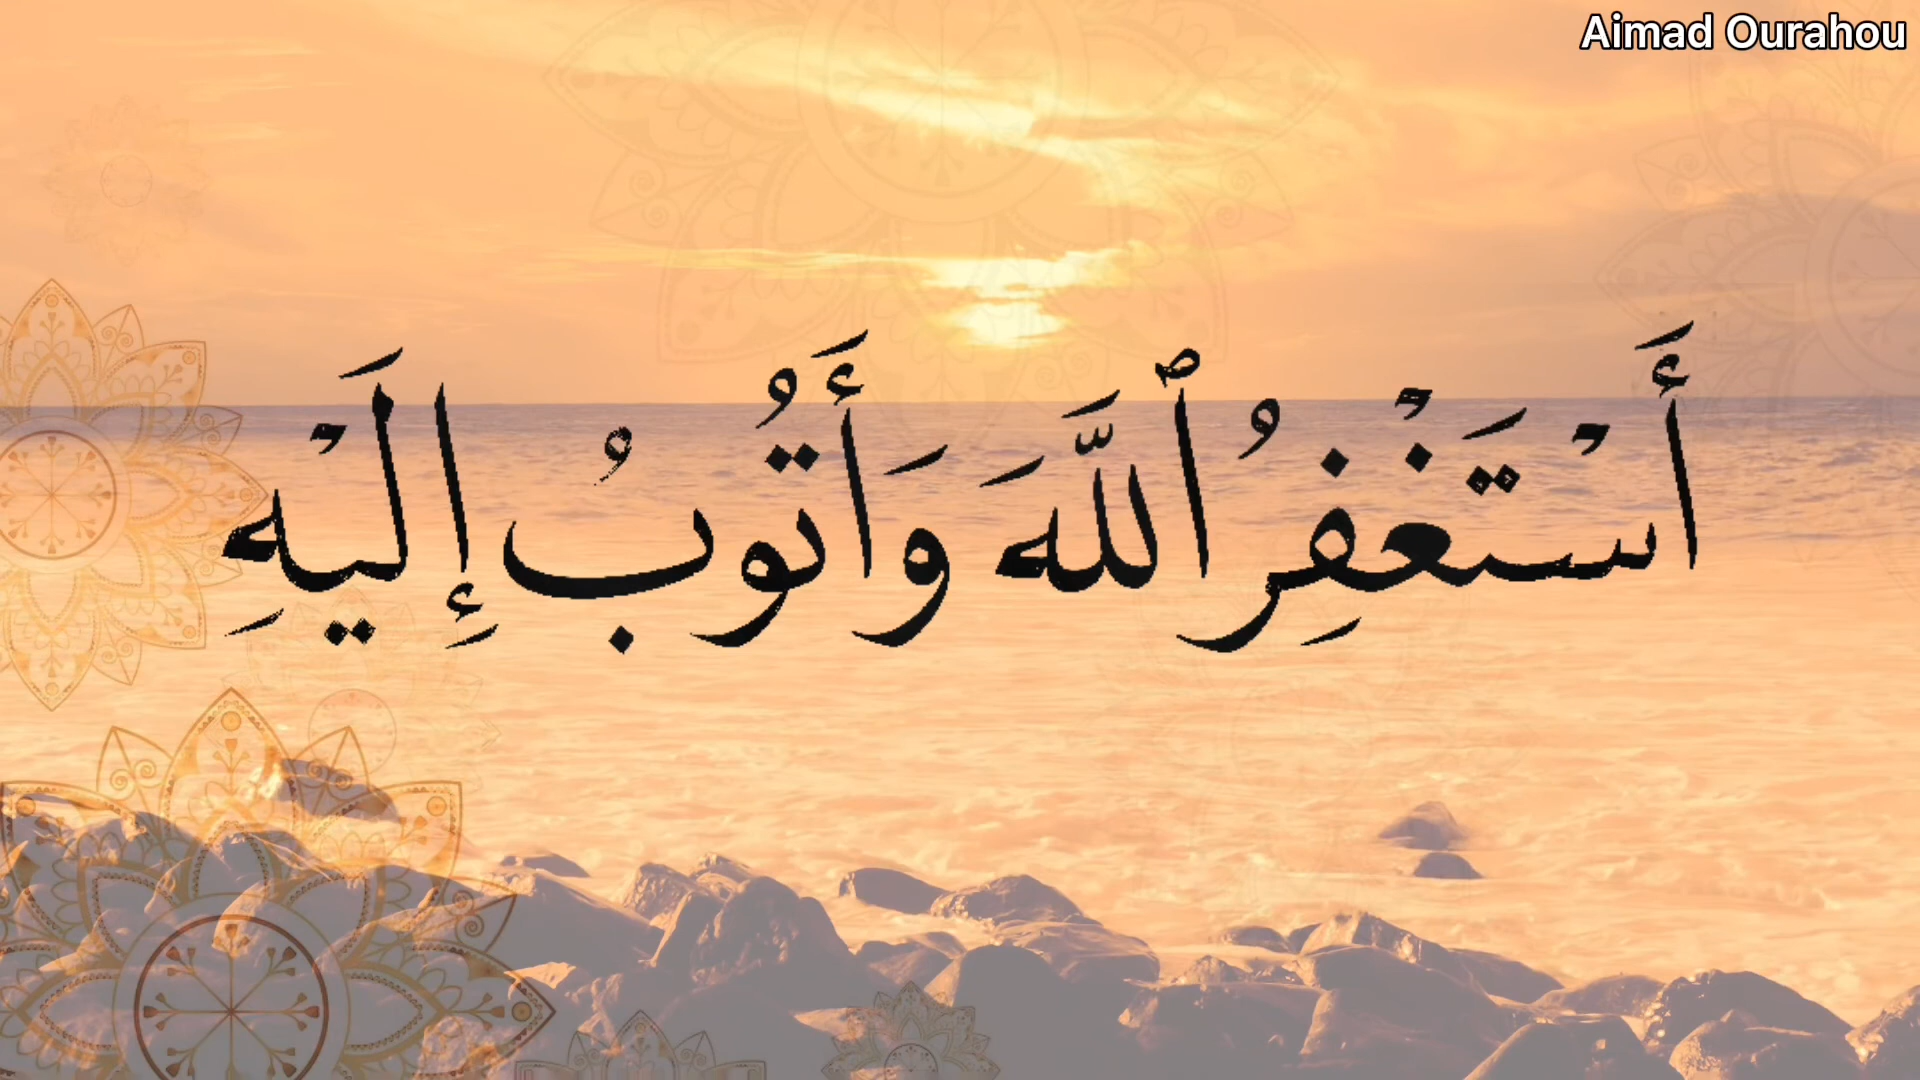 Aimad Ourahou
أَسْتَغْفِرُ ٱللَّهَ وَأَتُوبُ إِلَيْهِ